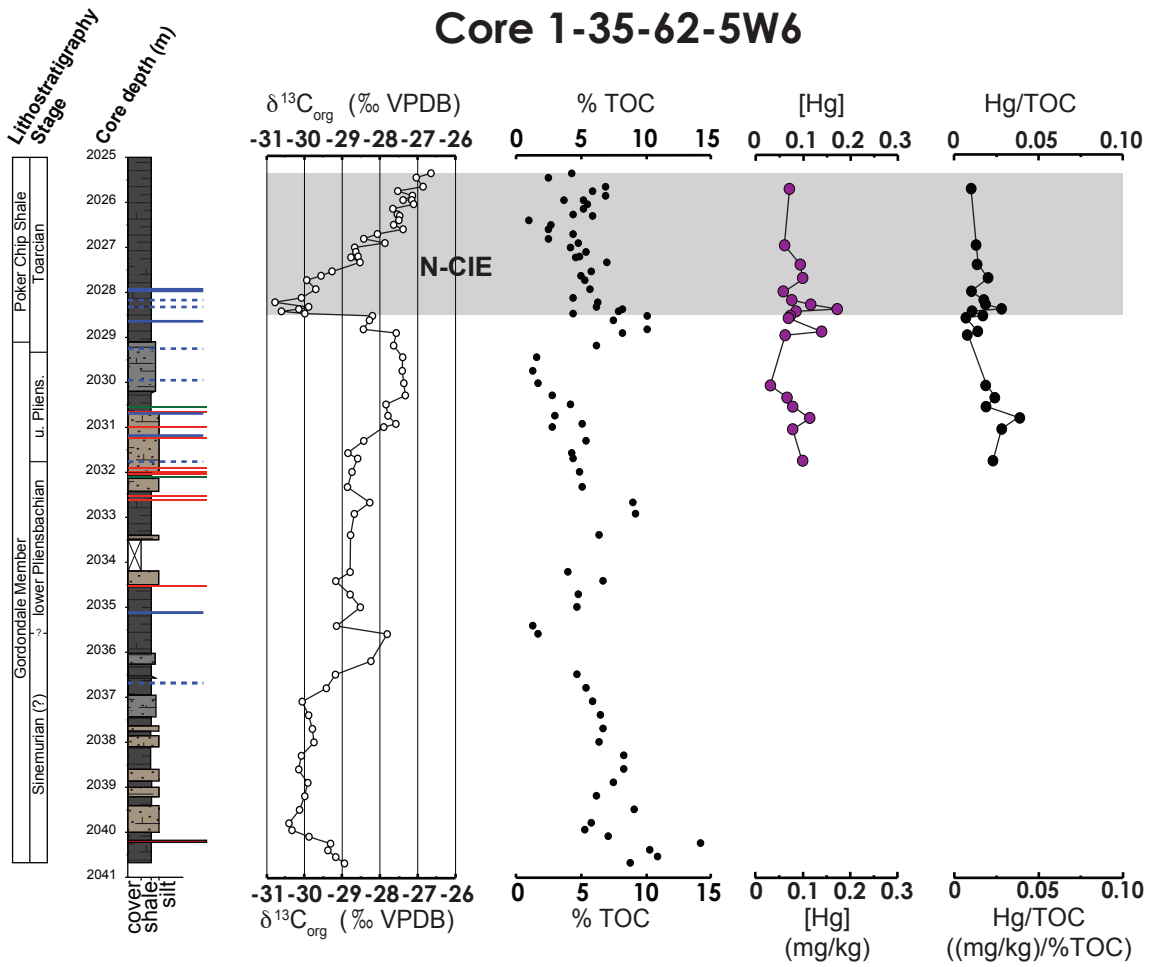 Core 1-35-62-5W6
Lithostratigraphy
Stage
Core depth (m)
δ13Corg (‰ VPDB)
% TOC
[Hg]
Hg/TOC
-31 -30 -29 -28 -27 -26
0 5 10 15
0 0.1 0.2 0.3
0 0.05 0.10
2025
2026
2027
2028
2029
2030
2031
2032
2033
2034
2035
2036
2037
2038
2039
2040
2041
Poker Chip Shale
Toarcian
Gordondale Member
u. Pliens.
lower Pliensbachian
?
Sinemurian (?)
N-CIE
cover
shale
silt
-31 -30 -29 -28 -27 -26
0 5 10 15
0 0.1 0.2 0.3
0 0.05 0.10
δ13Corg (‰ VPDB)
% TOC
[Hg]
(mg/kg)
Hg/TOC
((mg/kg)/%TOC)